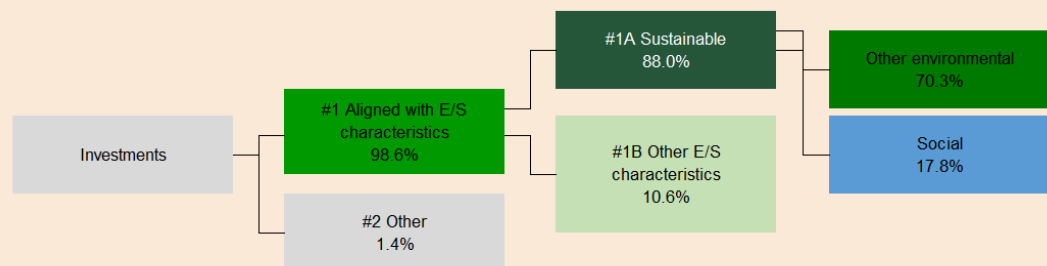 #1A Sustainable
88.0%
Other environmental
70.3%
#1 Aligned with E/S
characteristics
98.6%
Investments
#1B Other E/S
characteristics
10.6%
Social
17.8%
#2 Other
1.4%